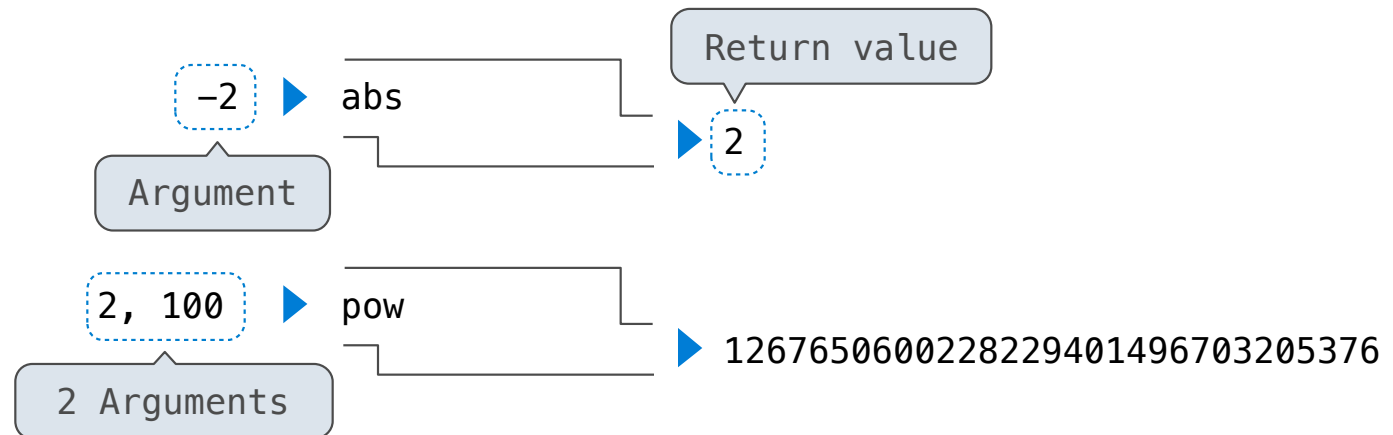 Return value
-2 abs
2
Argument
2, 100 pow
1267650600228229401496703205376
2 Arguments